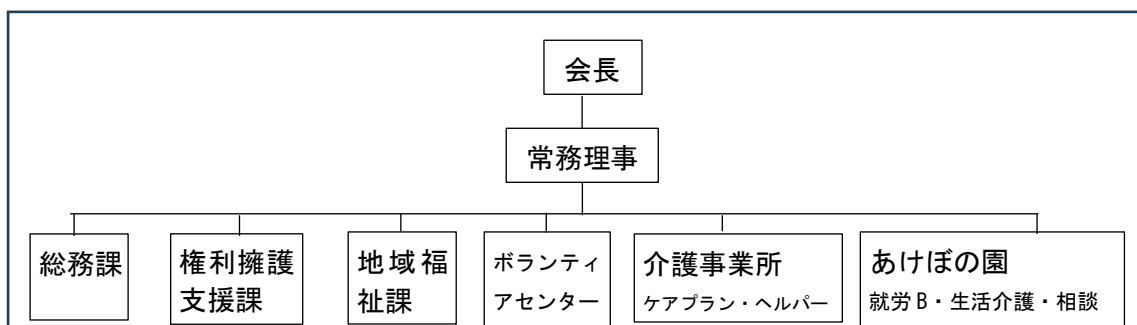 会長
常務理事
総務課
権利擁護
支援課
地域福
祉課
ボランティ
アセンター
介護事業所
ケアプラン・ヘルパー
あけぼの園
就労B・生活介護・相談